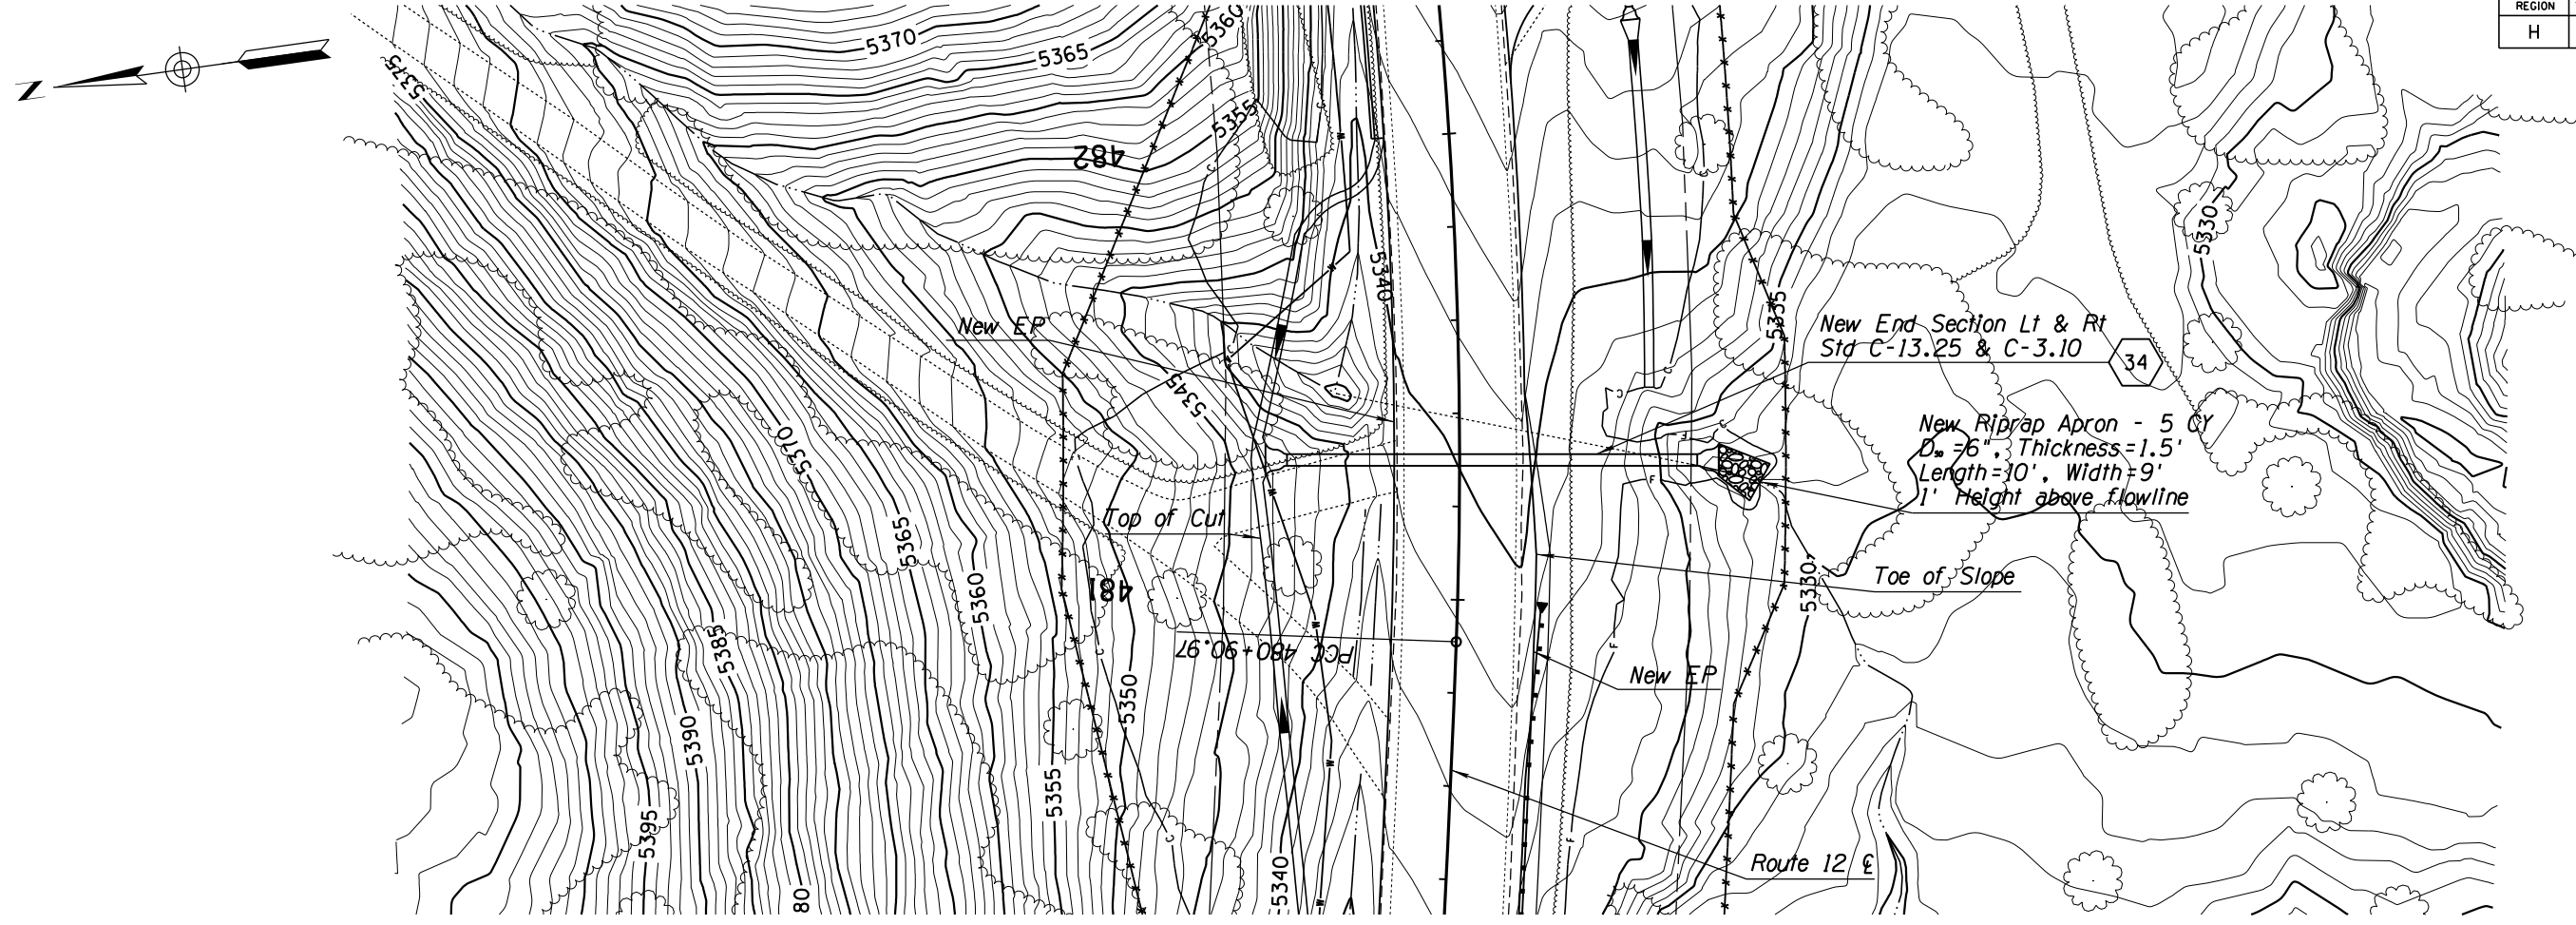 REGION
H
N
5375
5370
5365
5360
5355
482
5340
5330
New EP
5335
New End Section Lt & Rt
Std C-13.25 & C-3.10
34
5345
New Riprap Apron - 5 CY
D₅₀=6", Thickness=1.5'
Length=10', Width=9'
1' Height above flowline
5370
5365
Top of Cut
5360
481
5330
Toe of Slope
5385
PCC 480+90.97
New EP
5350
5390
5355
5395
5340
80
Route 12 ℄